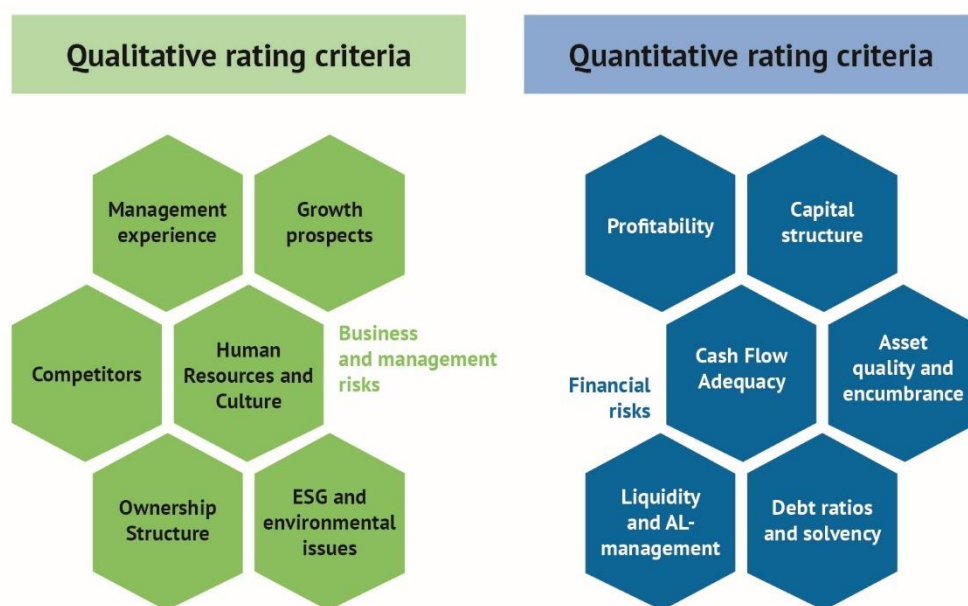 Qualitative rating criteria
Management
experience
Growth
prospects
Competitors
Human
Resources and
Culture
Business
and management
risks
Ownership
Structure
ESG and
environmental
issues
Quantitative rating criteria
Profitability
Capital
structure
Financial
risks
Cash Flow
Adequacy
Asset
quality and
encumbrance
Liquidity
and AL-
management
Debt ratios
and solvency